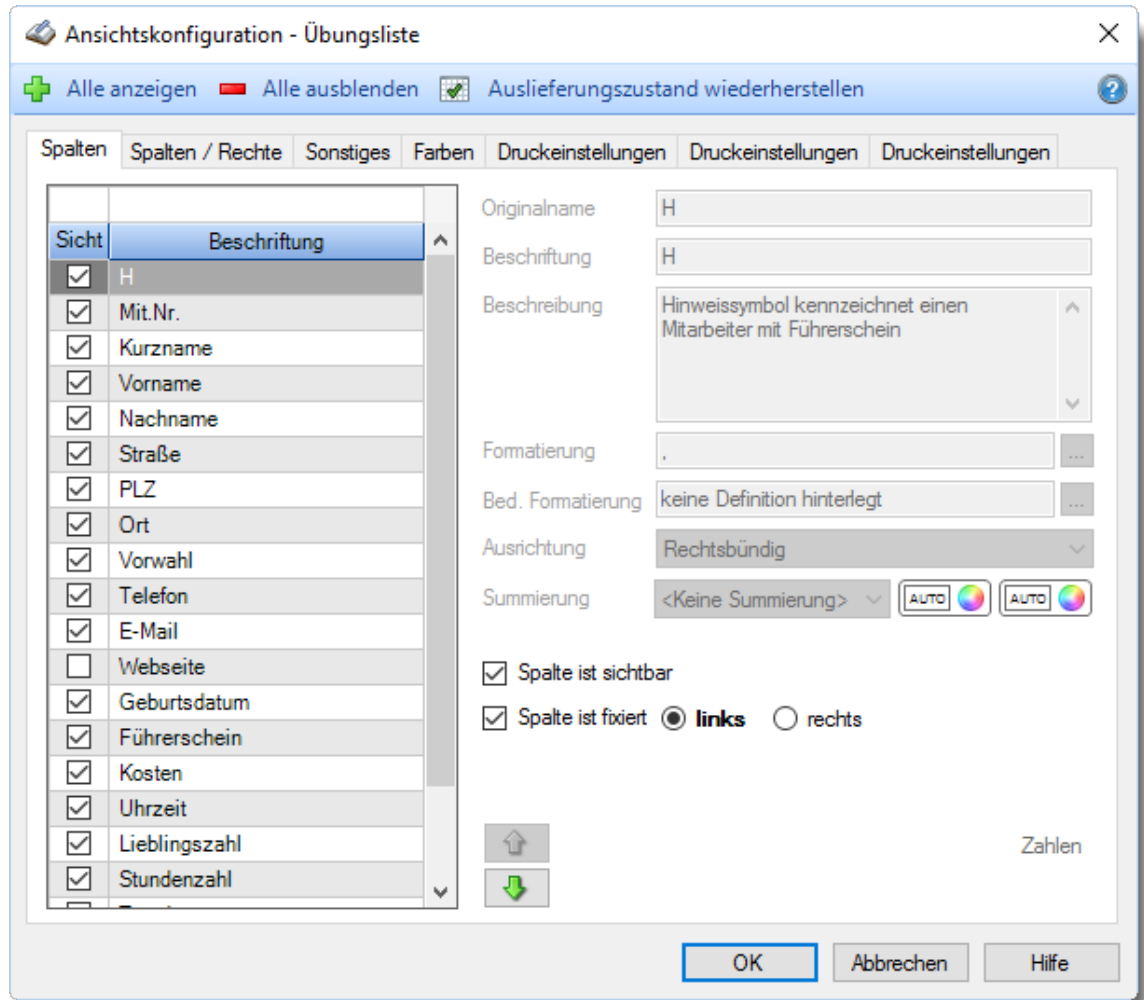 Ansichtskonfiguration - Übungsliste
Alle anzeigen Alle ausblenden Auslieferungszustand wiederherstellen
Spalten Spalten / Rechte Sonstiges Farben Druckeinstellungen Druckeinstellungen Druckeinstellungen
Sicht Beschriftung
H
Mit.Nr.
Kurzname
Vorname
Nachname
Straße
PLZ
Ort
Vorwahl
Telefon
E-Mail
Webseite
Geburtsdatum
Führerschein
Kosten
Uhrzeit
Lieblingszahl
Stundenzahl
Originalname H
Beschriftung H
Beschreibung Hinweissymbol kennzeichnet einen
Mitarbeiter mit Führerschein
Formatierung , ...
Bed. Formatierung keine Definition hinterlegt ...
Ausrichtung Rechtsbündig
Summierung <Keine Summierung> AUTO AUTO
Spalte ist sichtbar
Spalte ist fixiert links rechts
Zahlen
OK Abbrechen Hilfe